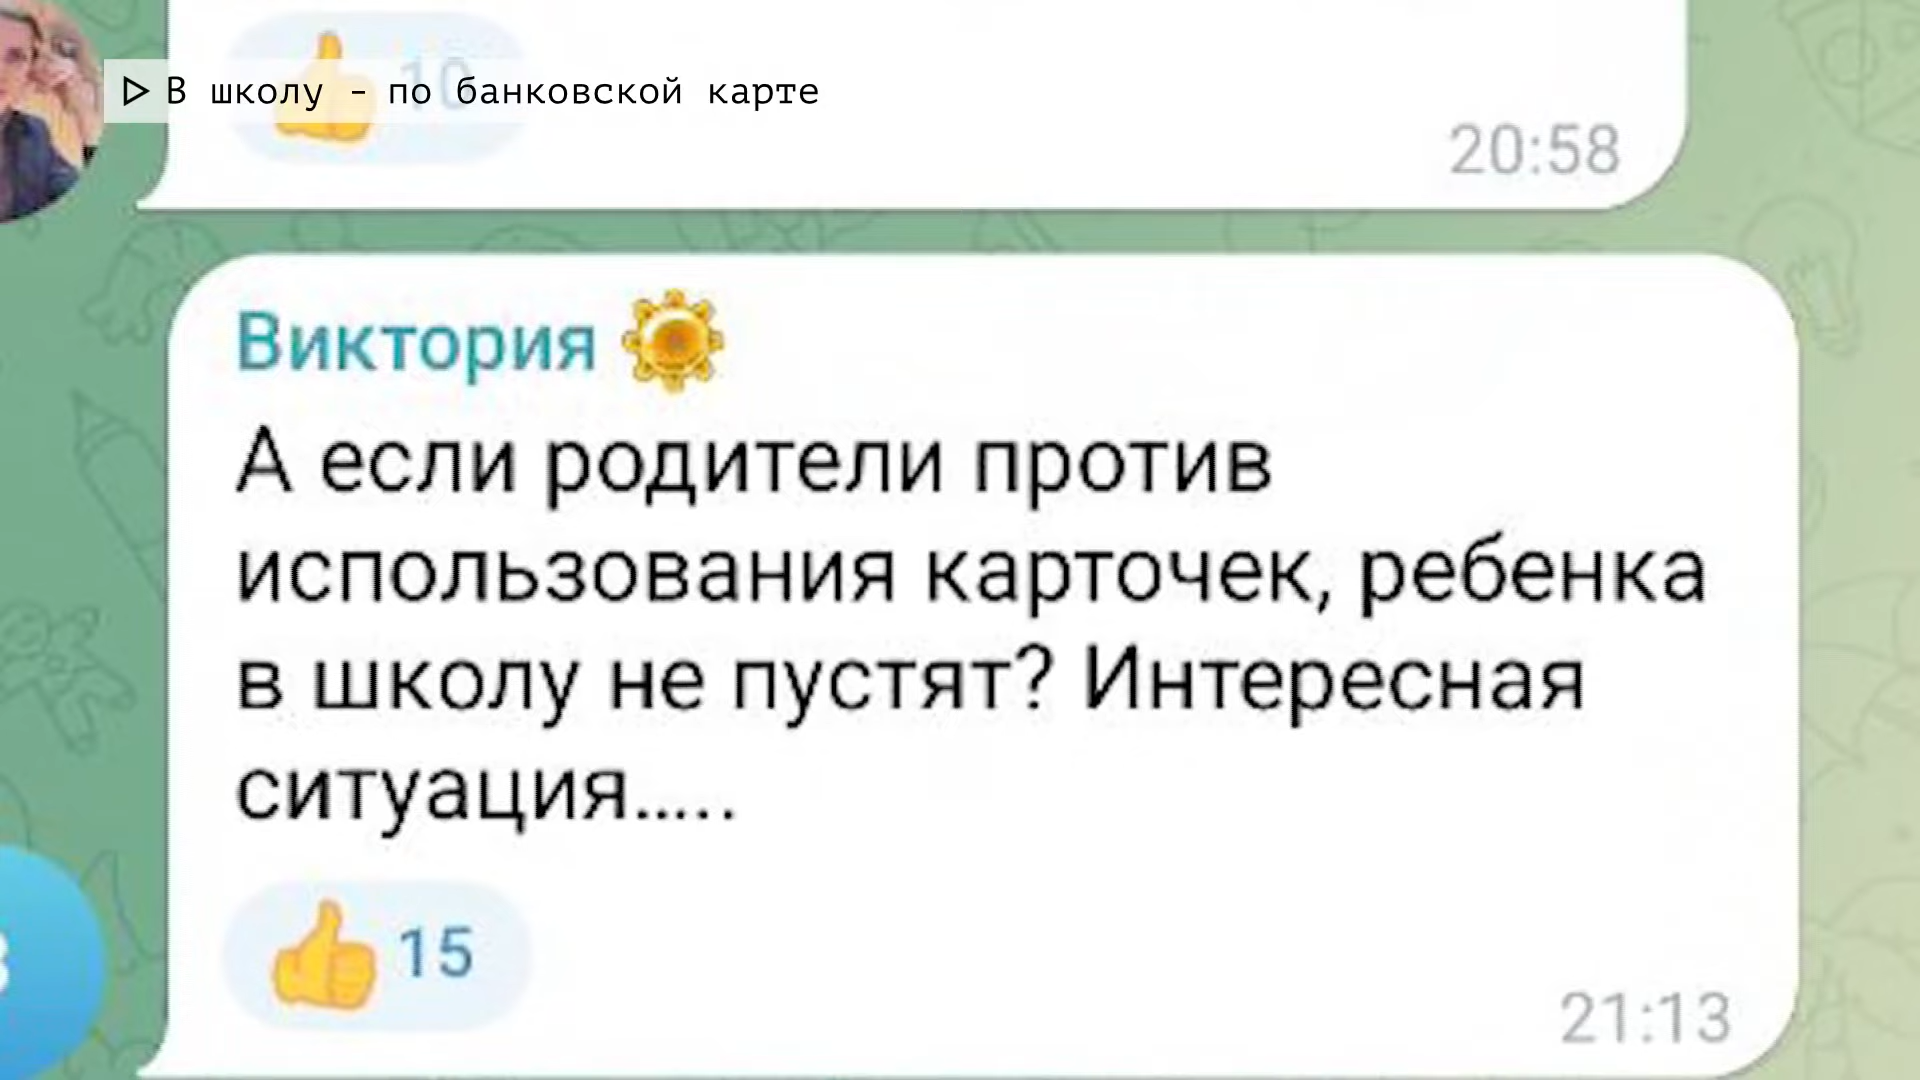 10
▷ В школу - по банковской карте
20:58
Виктория
А если родители против
использования карточек, ребенка
в школу не пустят? Интересная
ситуация.....
15
21:13